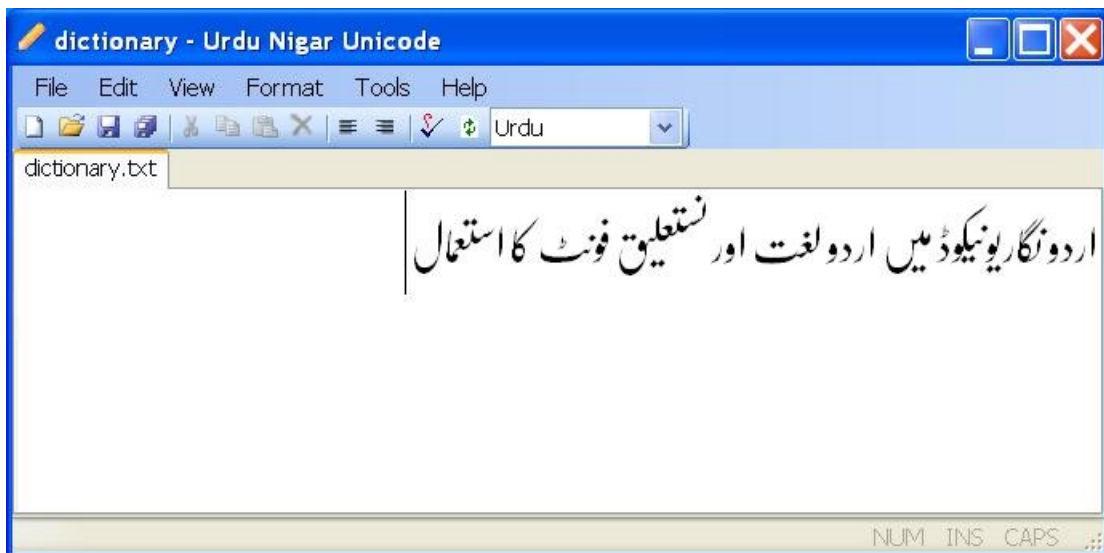 dictionary - Urdu Nigar Unicode
File Edit View Format Tools Help
Urdu
dictionary.txt
اردو نگار یونیکوڈ میں اردو لغت اور نستعلیق فونٹ کا استعمال
NUM INS CAPS